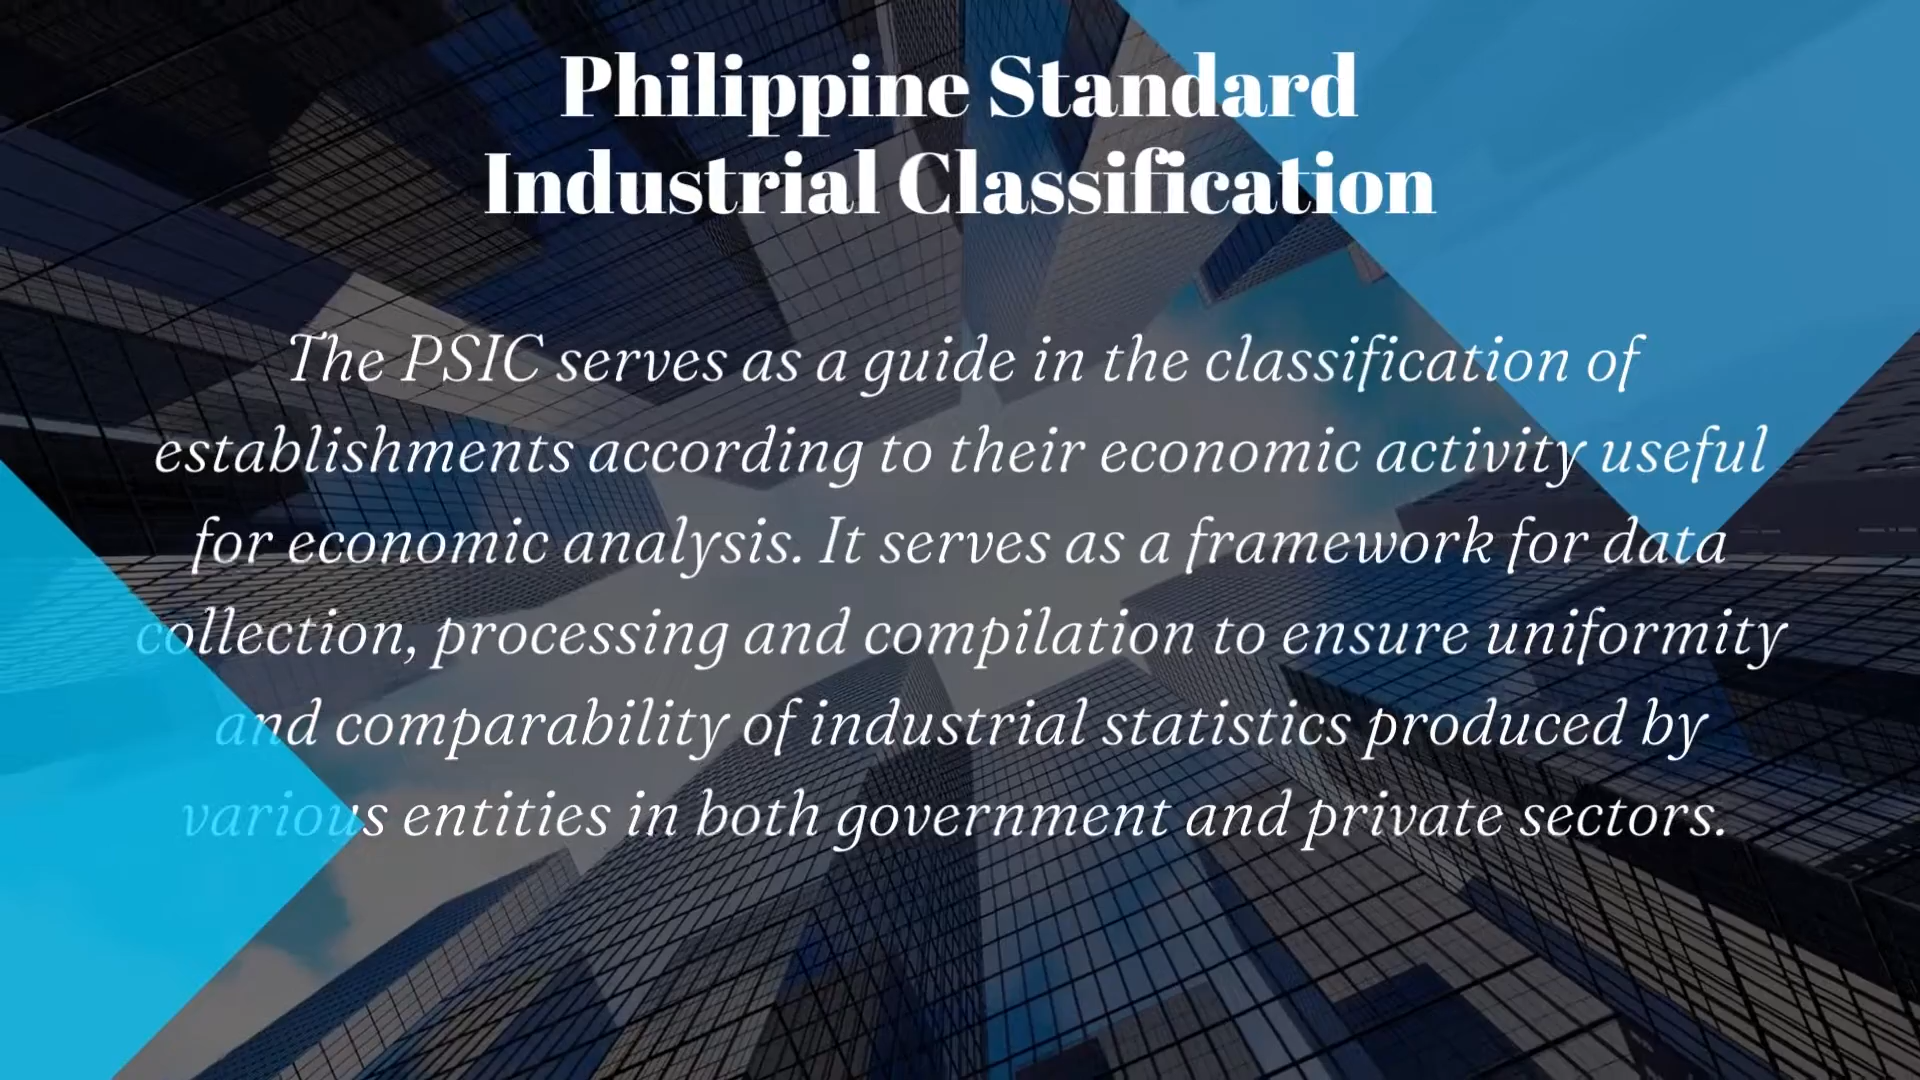 Philippine Standard
Industrial Classification
The PSIC serves as a guide in the classification of
establishments according to their economic activity useful
for economic analysis. It serves as a framework for data
collection, processing and compilation to ensure uniformity
and comparability of industrial statistics produced by
various entities in both government and private sectors.